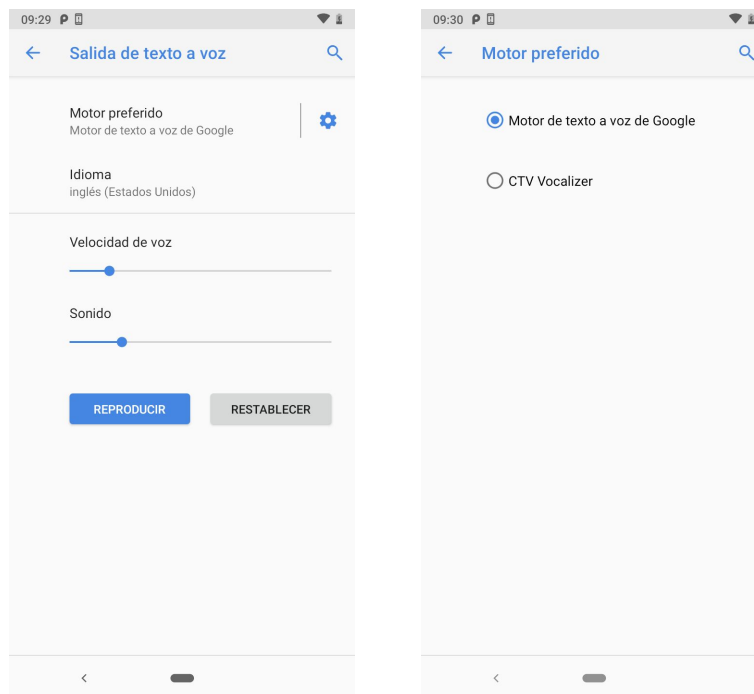 09:29
Salida de texto a voz
Motor preferido
Motor de texto a voz de Google
Idioma
inglés (Estados Unidos)
Velocidad de voz
Sonido
REPRODUCIR
RESTABLECER
09:30
Motor preferido
Motor de texto a voz de Google
CTV Vocalizer